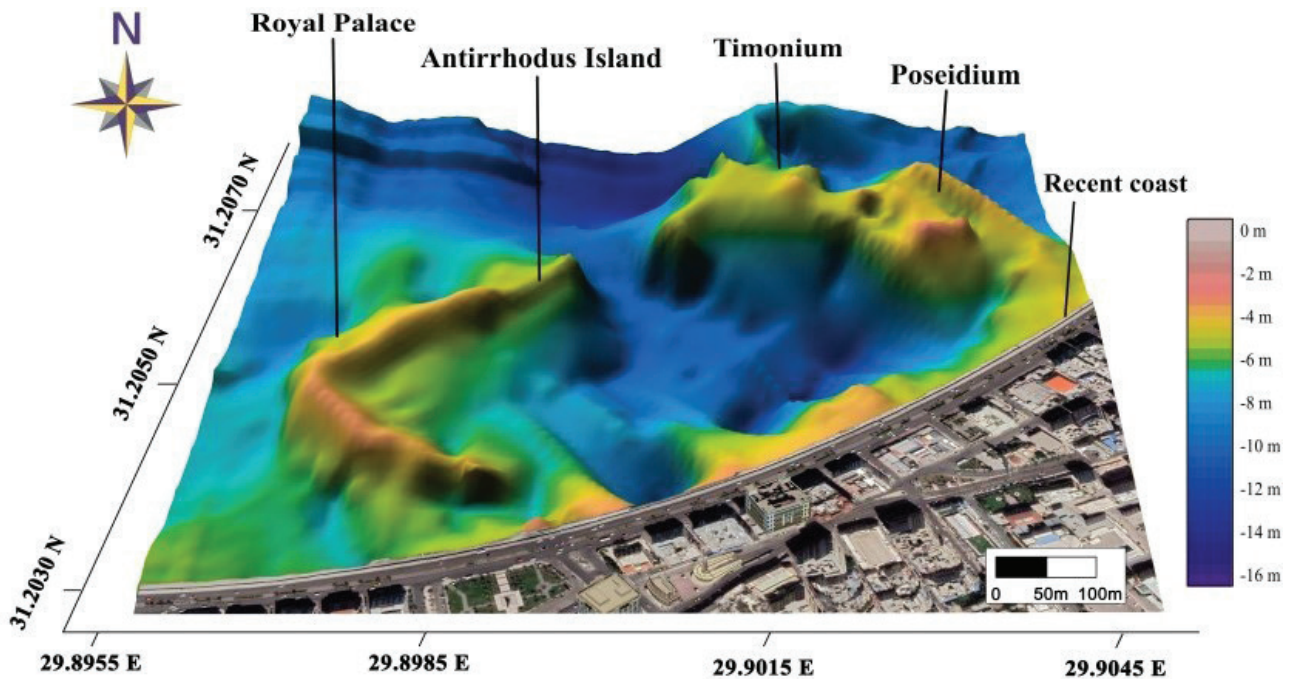 N
Royal Palace
Antirrhodus Island
Timonium
Poseidium
Recent coast
31.2070 N
31.2050 N
31.2030 N
0 m
-2 m
-4 m
-6 m
-8 m
-10 m
-12 m
-14 m
-16 m
0 50m 100m
29.8955 E 29.8985 E 29.9015 E 29.9045 E